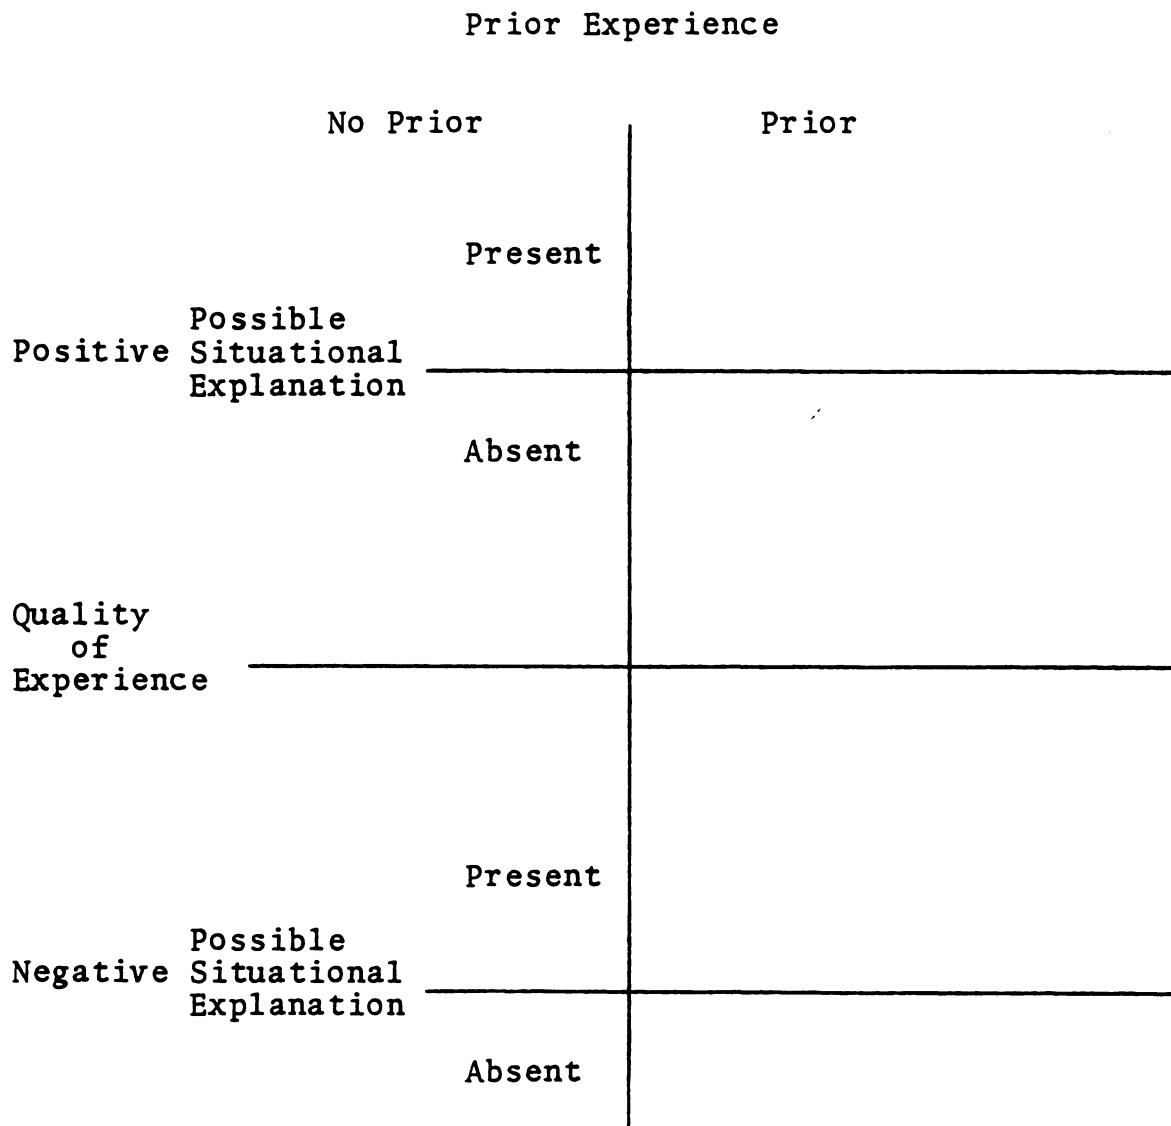 Prior Experience
No Prior Prior
Present
Possible
Positive Situational
Explanation
Absent
Quality
of
Experience
Present
Possible
Negative Situational
Explanation
Absent